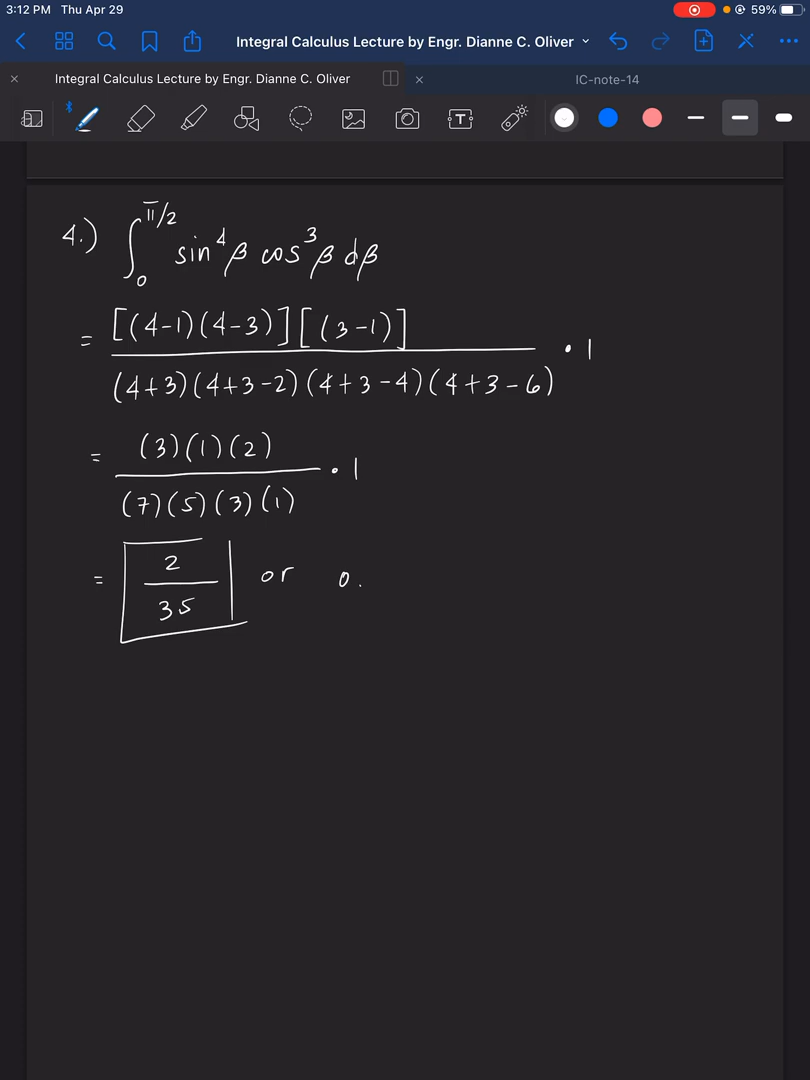 3:12 PM Thu Apr 29 59%
Integral Calculus Lecture by Engr. Dianne C. Oliver
Integral Calculus Lecture by Engr. Dianne C. Oliver IC-note-14
T
4.) ∫₀^(π/2) sin⁴β cos³β dβ
= [(4-1)(4-3)][(3-1)]
(4+3)(4+3-2)(4+3-4)(4+3-6) · 1
= (3)(1)(2)
(7)(5)(3)(1) · 1
= 2
35 or 0.